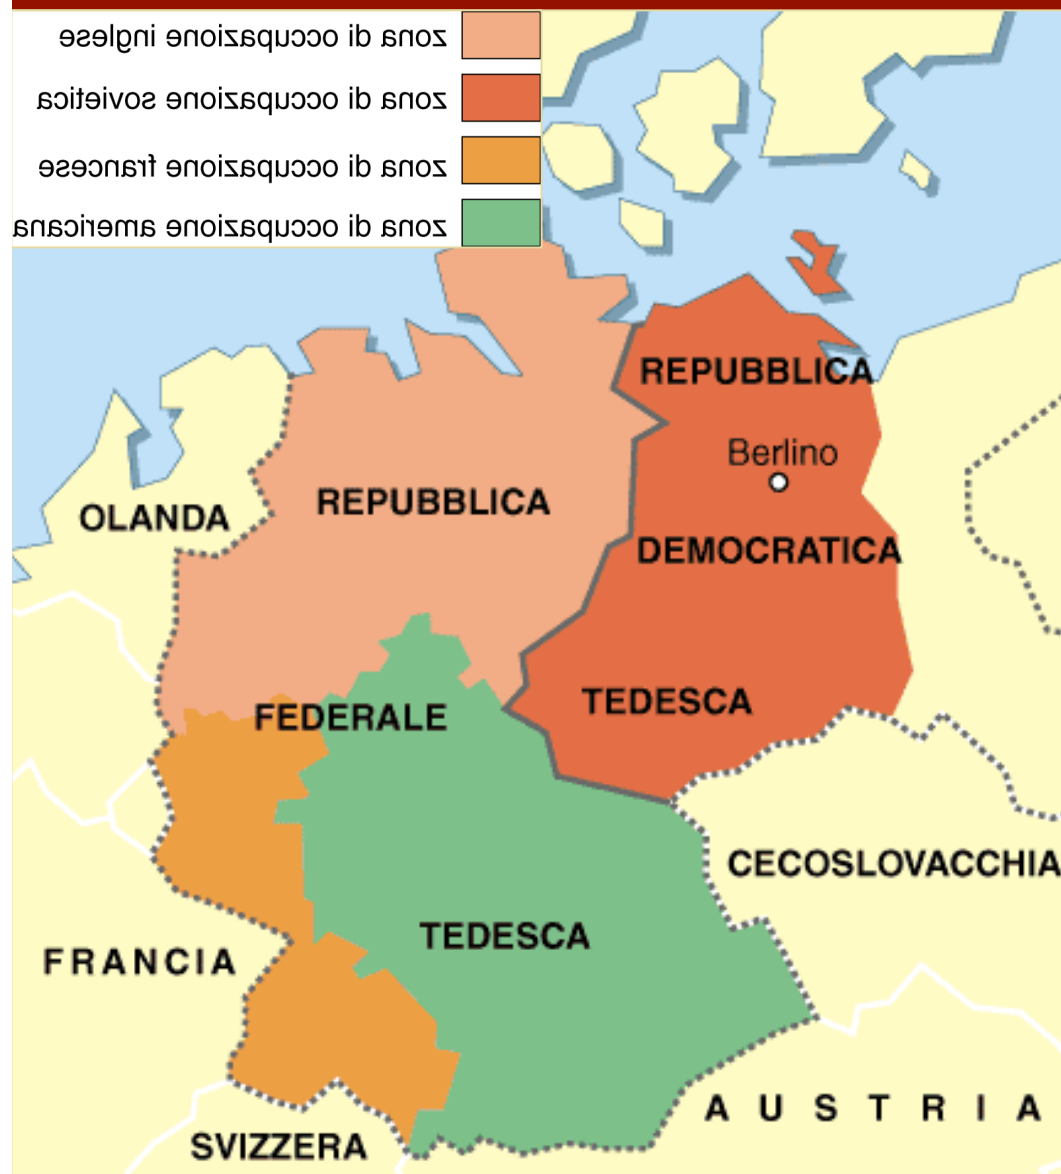 zona di occupazione inglese
zona di occupazione sovietica
zona di occupazione francese
zona di occupazione americana
REPUBBLICA
Berlino
OLANDA
REPUBBLICA
DEMOCRATICA
TEDESCA
FEDERALE
CECOSLOVACCHIA
TEDESCA
FRANCIA
AUSTRIA
SVIZZERA